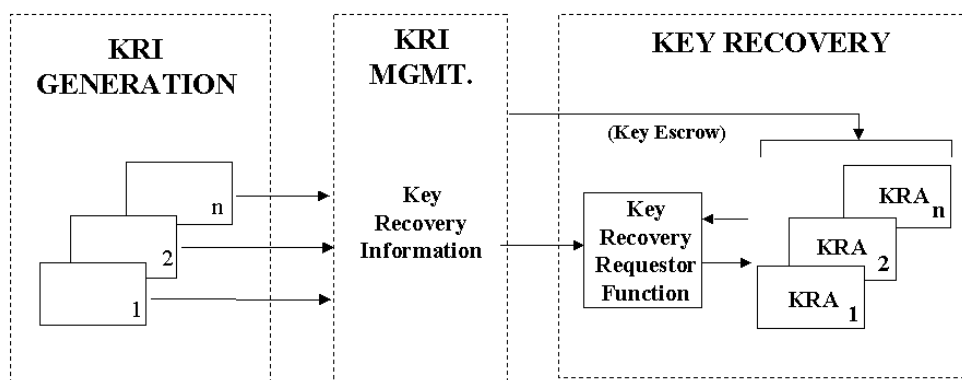 KRI
GENERATION
n
2
1
KRI
MGMT.
Key
Recovery
Information
KEY RECOVERY
(Key Escrow)
Key
Recovery
Requestor
Function
KRA n
KRA 2
KRA 1